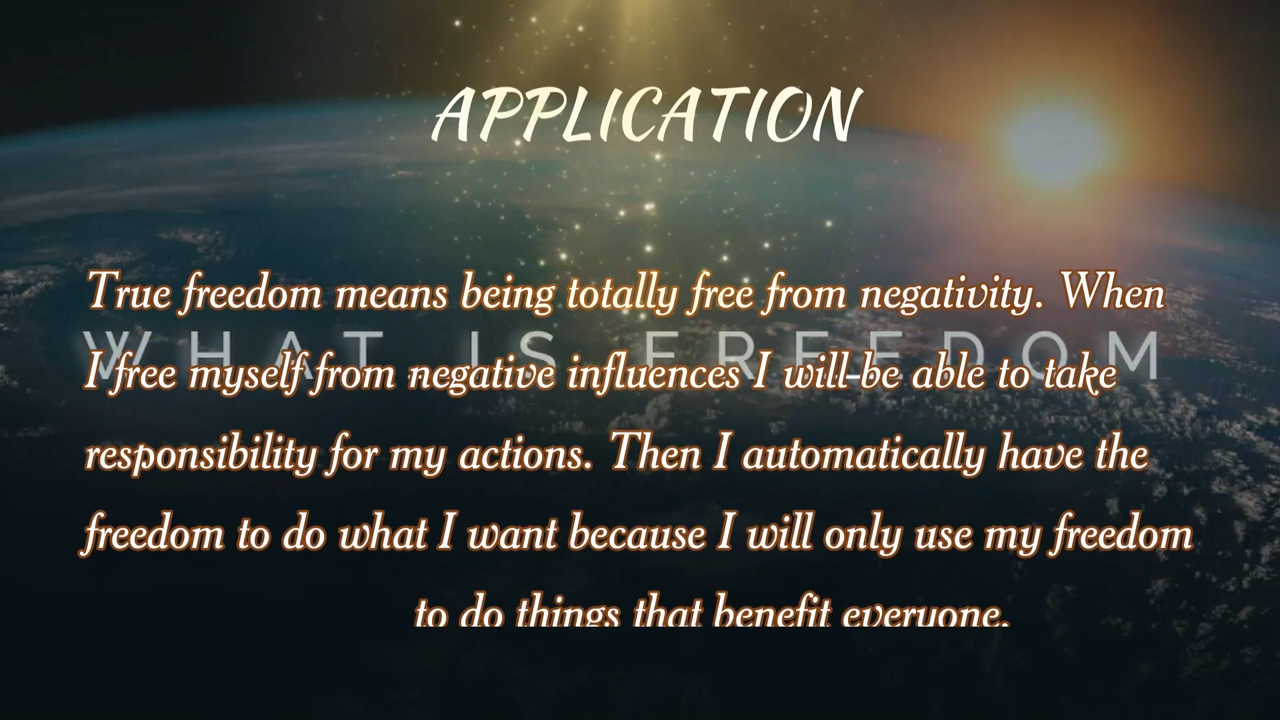 APPLICATION
True freedom means being totally free from negativity. When
WHAT IS FREEDOM
I free myself from negative influences I will be able to take
responsibility for my actions. Then I automatically have the
freedom to do what I want because I will only use my freedom
to do things that benefit everyone.